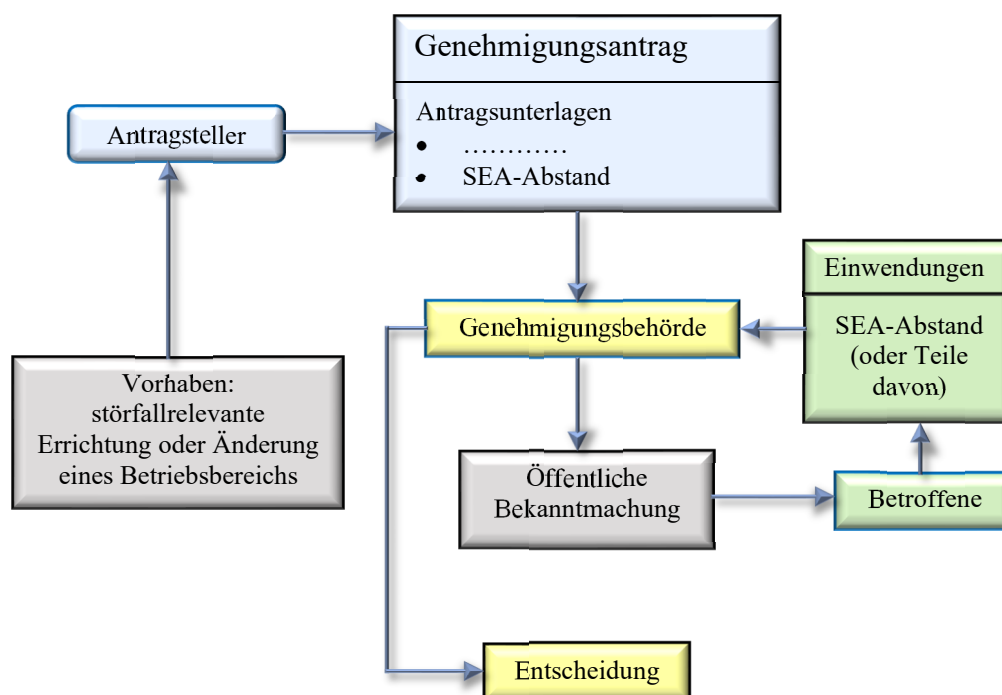 Genehmigungsantrag
Antragsunterlagen
• …………
• SEA-Abstand
Antragsteller
Vorhaben:
störfallrelevante
Errichtung oder Änderung
eines Betriebsbereichs
Genehmigungsbehörde
Einwendungen
SEA-Abstand
(oder Teile
davon)
Öffentliche
Bekanntmachung
Betroffene
Entscheidung